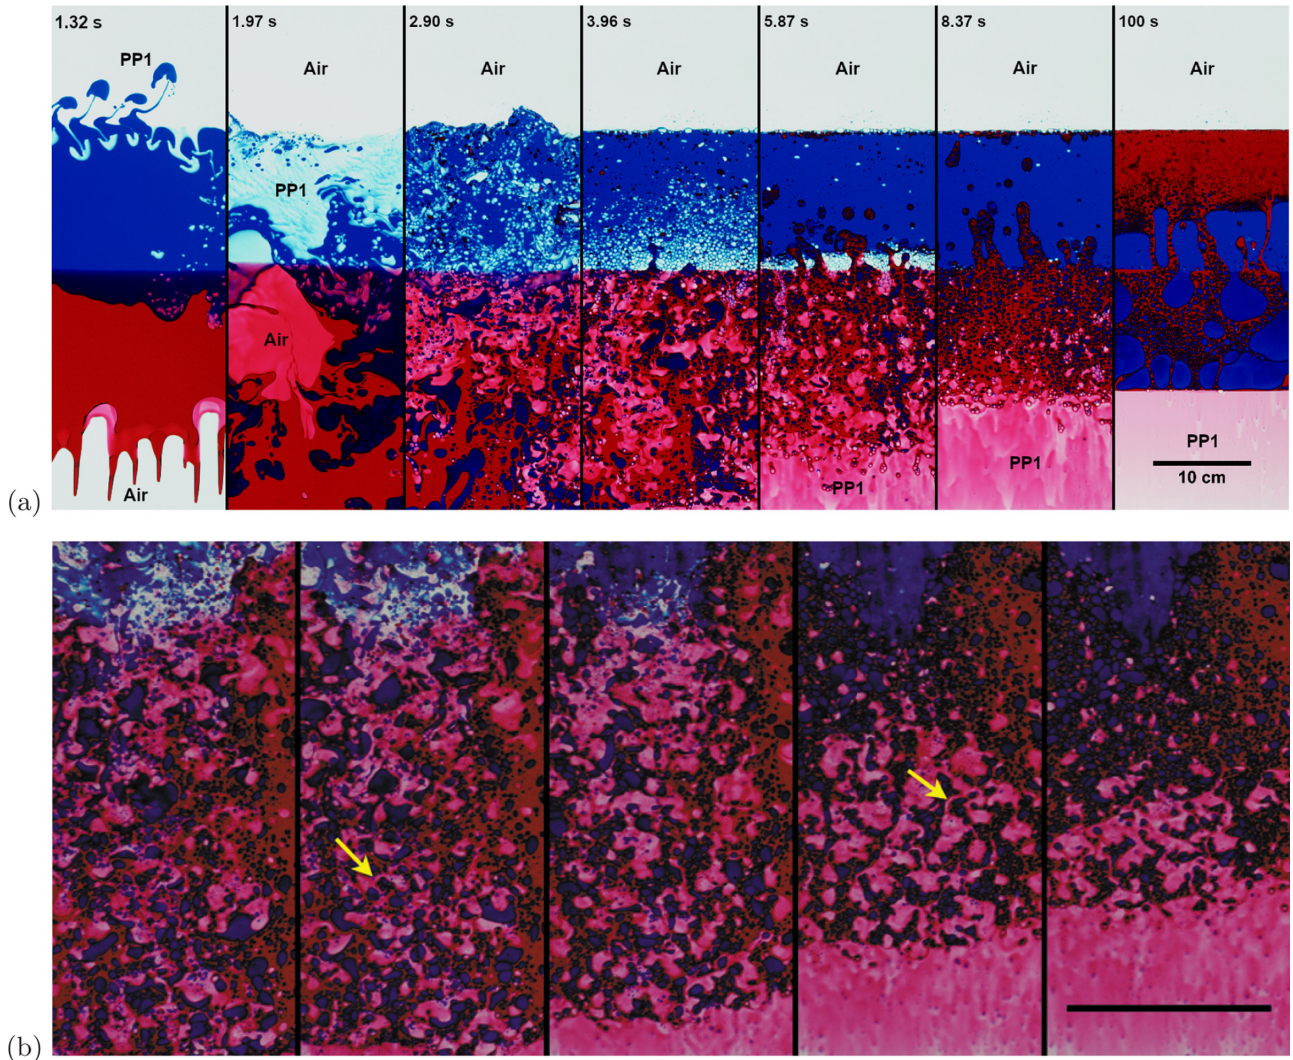 1.32 s
1.97 s
2.90 s
3.96 s
5.87 s
8.37 s
100 s
PP1
Air
Air
Air
Air
Air
Air
PP1
Air
Air
PP1
PP1
PP1
10 cm
(a)
(b)